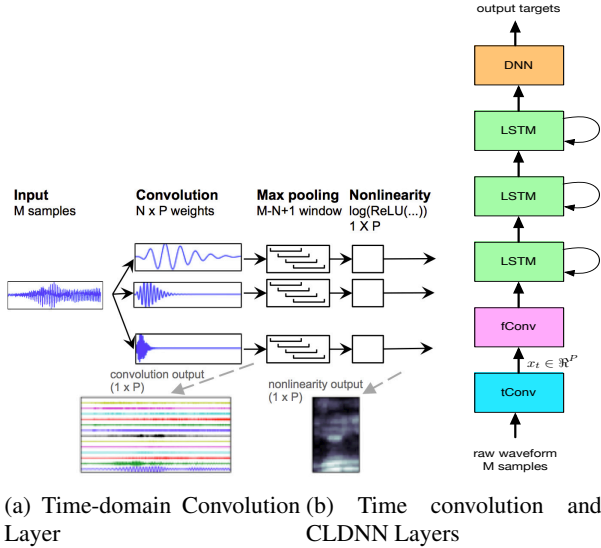 Input
M samples
Convolution
N x P weights
Max pooling
M-N+1 window
Nonlinearity
log(ReLU(...))
1 X P
convolution output
(1 x P)
nonlinearity output
(1 x P)
(a) Time-domain Convolution
Layer
output targets
DNN
LSTM
LSTM
LSTM
fConv
x_t ∈ ℜ^P
tConv
raw waveform
M samples
(b) Time convolution and
CLDNN Layers